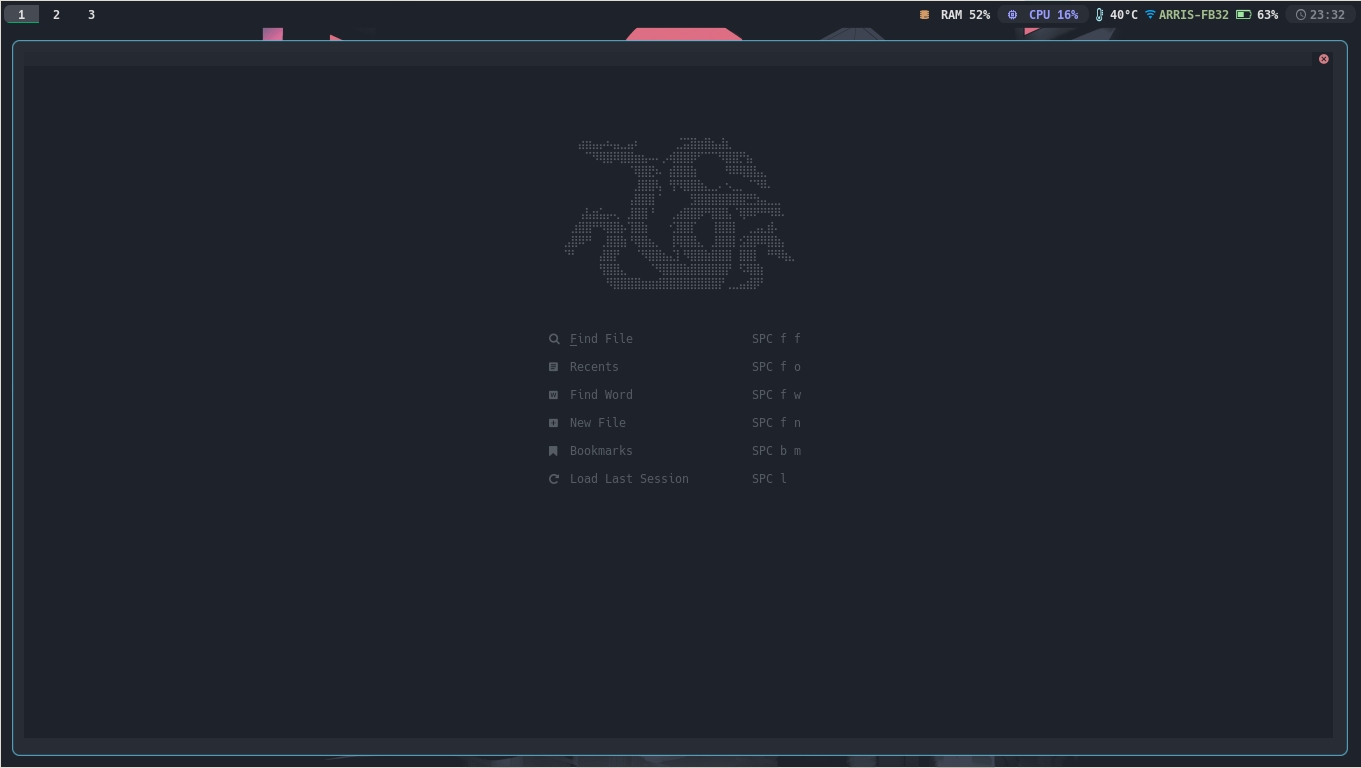 1 2 3 RAM 52% CPU 16% 40°C ARRIS-FB32 63% 23:32
Find File SPC f f
Recents SPC f o
Find Word SPC f w
New File SPC f n
Bookmarks SPC b m
Load Last Session SPC l